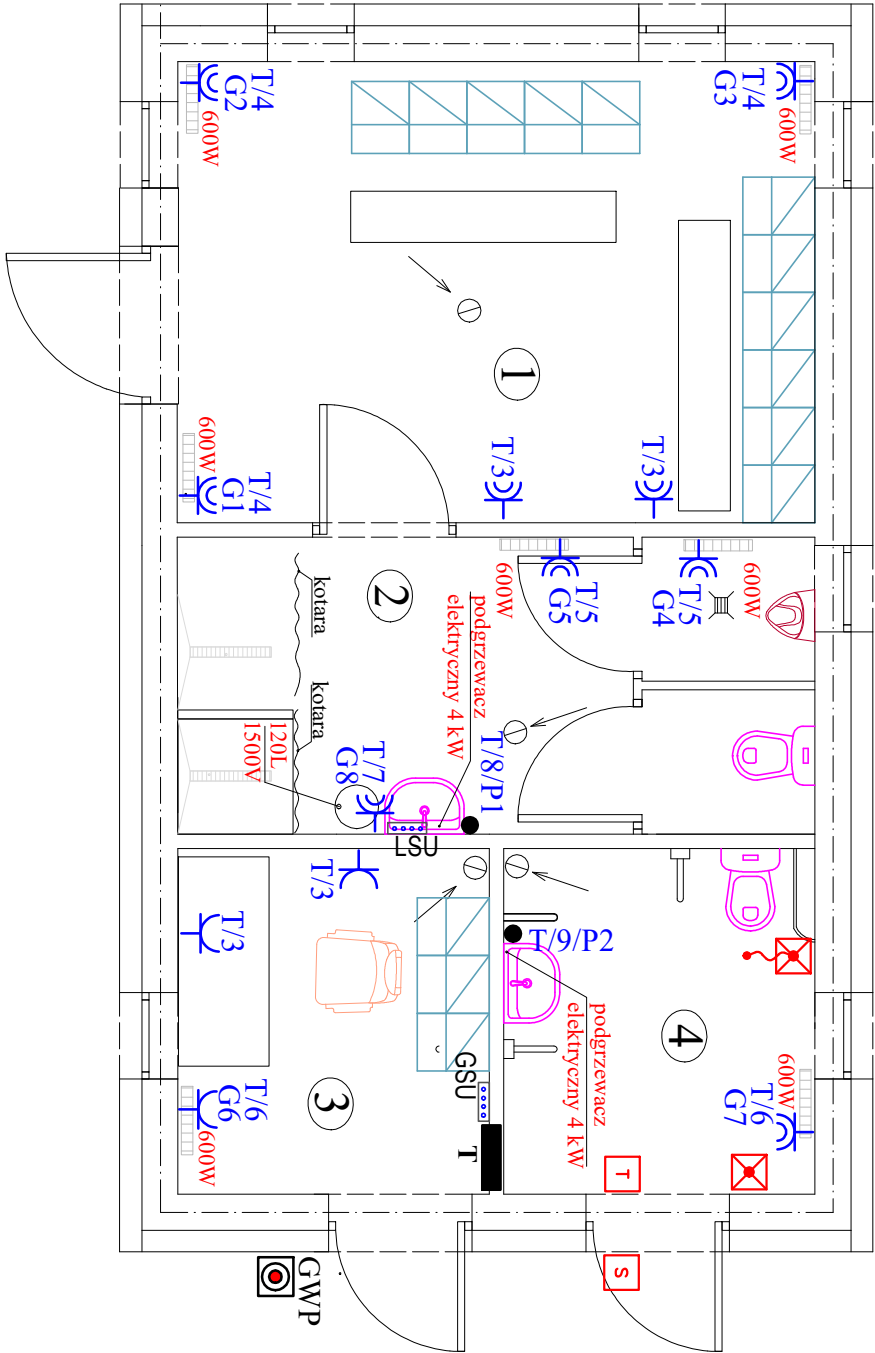 T/4
G2
600W
T/4
G3
600W
1
T/3
T/3
T/4
G1
600W
2
kotara
kotara
120L
1500V
T/7
G8
podgrzewacz
elektryczny 4 kW
T/8/P1
LSU
600W
T/5
G5
T/5
G4
600W
T/3
T/3
T/6
G6
600W
3
GSU
T
T/9/P2
podgrzewacz
elektryczny 4 kW
4
600W
T/6
G7
T
S
GWP